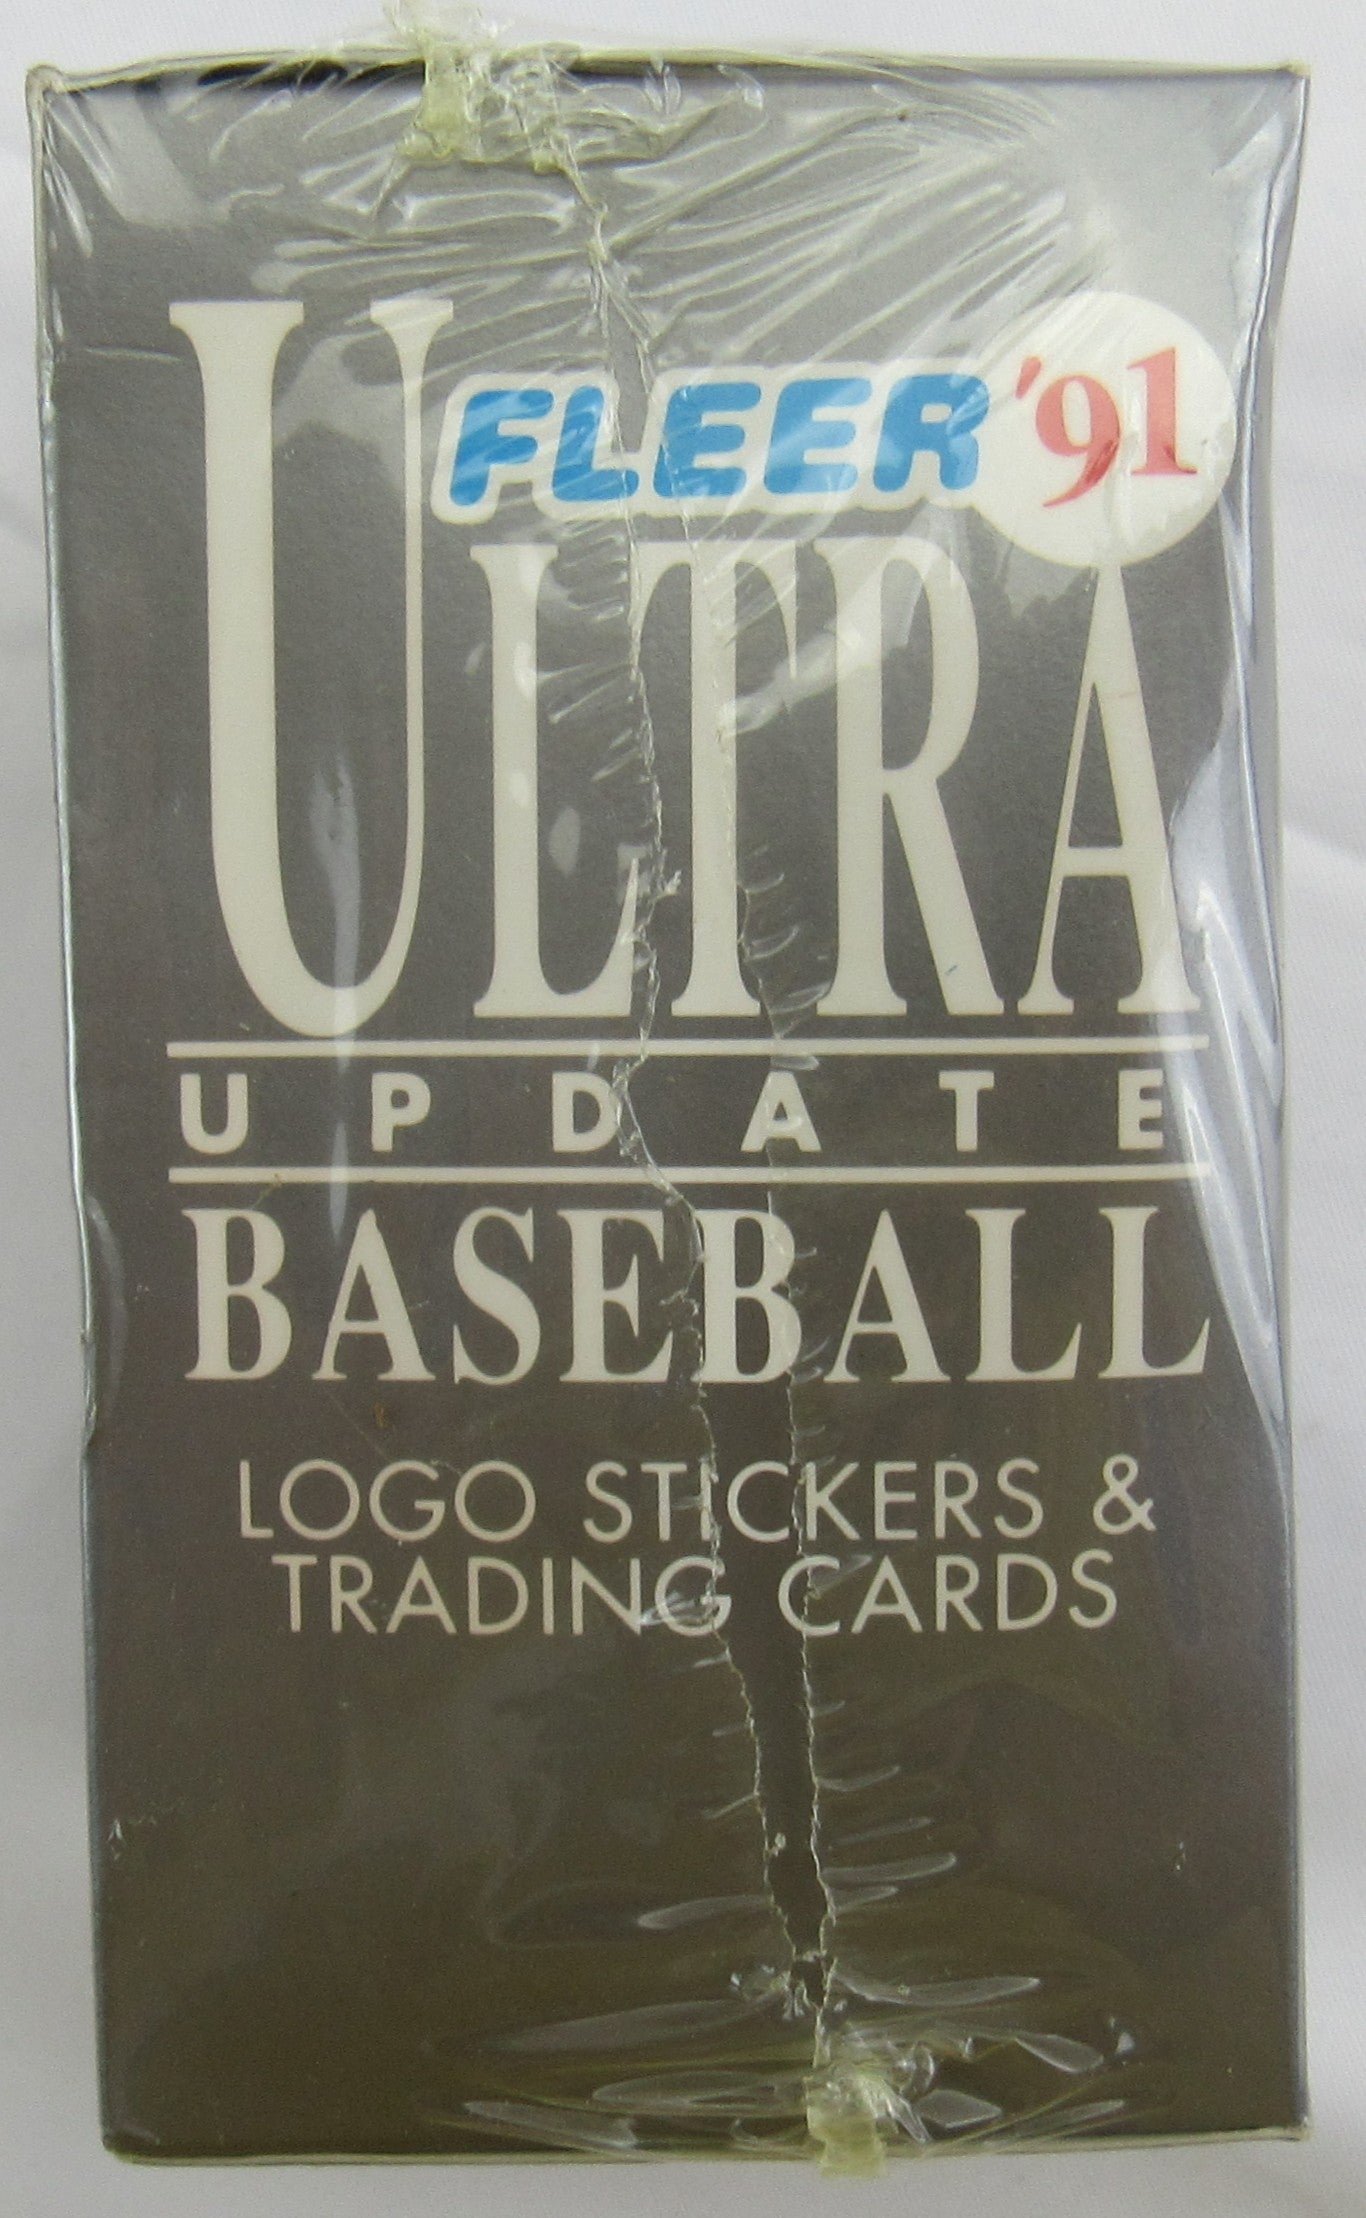 FLEER '91
ULTRA
UPDATE
BASEBALL
LOGO STICKERS &
TRADING CARDS